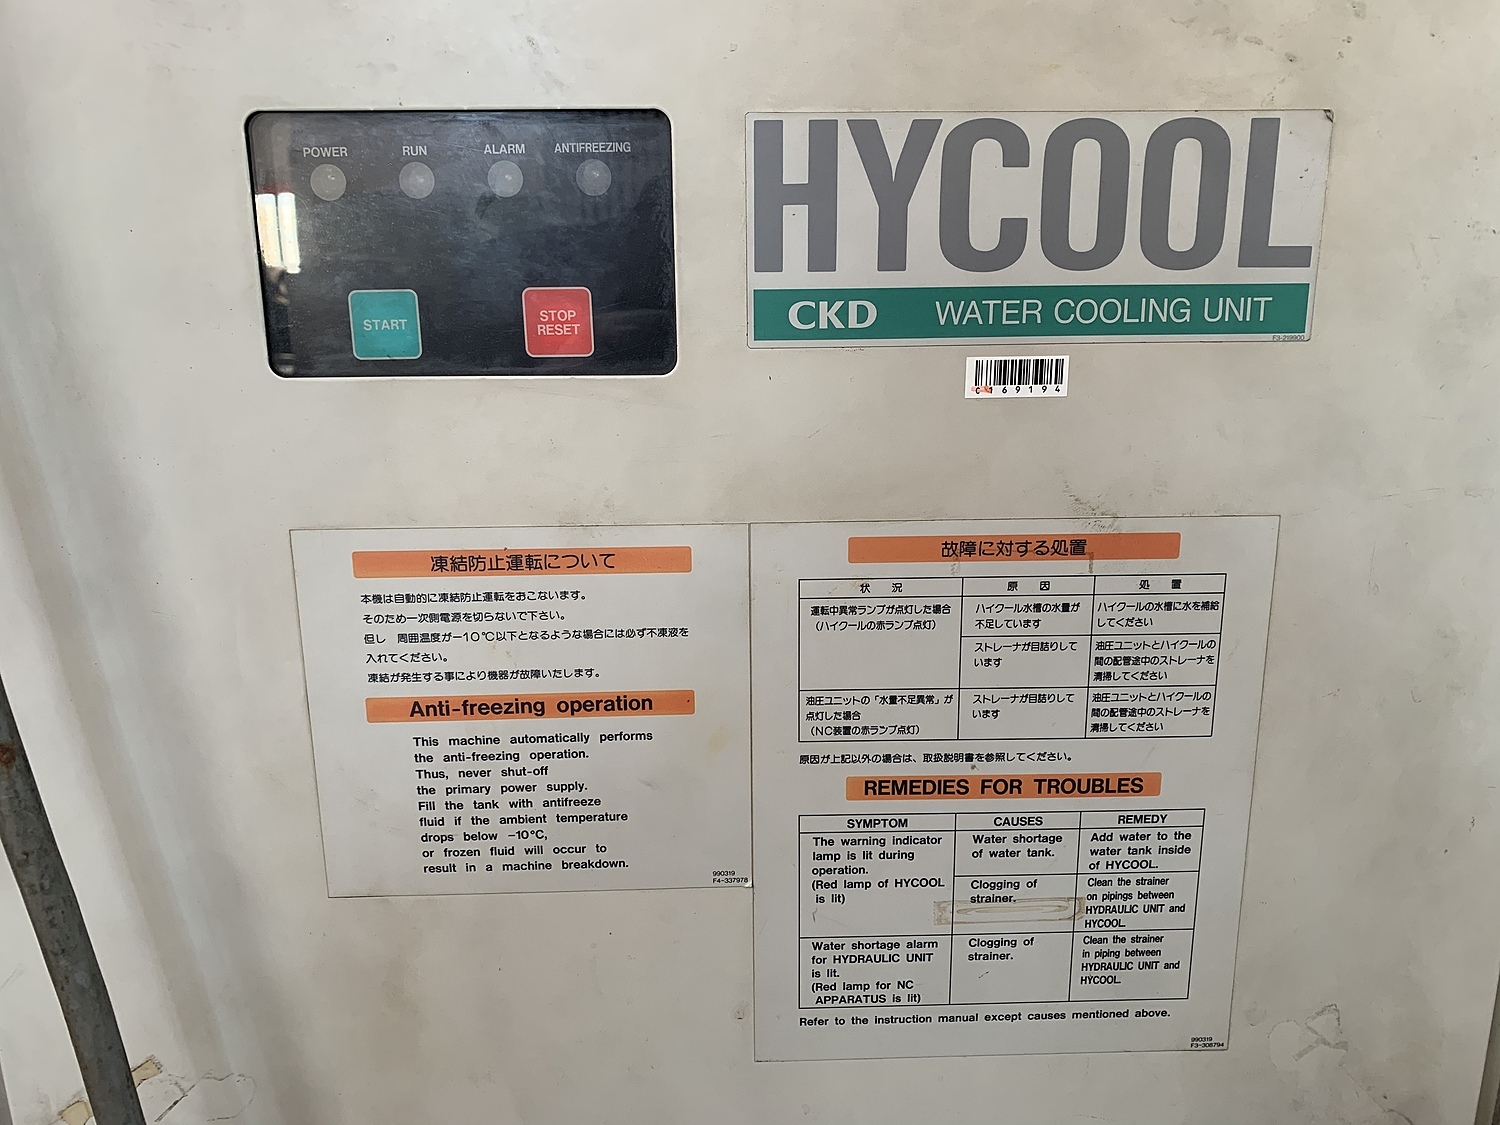 POWER RUN ALARM ANTIFREEZING
START
STOP
RESET
HYCOOL
CKD WATER COOLING UNIT
F3-219900
C169194
凍結防止運転について
本機は自動的に凍結防止運転をおこないます。
そのため一次側電源を切らないで下さい。
但し 周囲温度が−10℃以下となるような場合には必ず不凍液を
入れてください。
凍結が発生する事により機器が故障いたします。
Anti-freezing operation
This machine automatically performs
the anti-freezing operation.
Thus, never shut-off
the primary power supply.
Fill the tank with antifreeze
fluid if the ambient temperature
drops below −10℃,
or frozen fluid will occur to
result in a machine breakdown.
990319
F4-337978
故障に対する処置
状 況
原 因
処 置
運転中異常ランプが点灯した場合
(ハイクールの赤ランプ点灯)
ハイクール水槽の水量が
不足しています
ハイクールの水槽に水を補給
してください
ストレーナが目詰りして
います
油圧ユニットとハイクールの
間の配管途中のストレーナを
清掃してください
油圧ユニットの「水量不足異常」が
点灯した場合
(NC装置の赤ランプ点灯)
ストレーナが目詰りして
います
油圧ユニットとハイクールの
間の配管途中のストレーナを
清掃してください
原因が上記以外の場合は、取扱説明書を参照してください。
REMEDIES FOR TROUBLES
SYMPTOM
CAUSES
REMEDY
The warning indicator
lamp is lit during
operation.
(Red lamp of HYCOOL
is lit)
Water shortage
of water tank.
Add water to the
water tank inside
of HYCOOL.
Clogging of
strainer.
Clean the strainer
on pipings between
HYDRAULIC UNIT and
HYCOOL.
Water shortage alarm
for HYDRAULIC UNIT
is lit.
(Red lamp for NC
APPARATUS is lit)
Clogging of
strainer.
Clean the strainer
in piping between
HYDRAULIC UNIT and
HYCOOL.
Refer to the instruction manual except causes mentioned above.
990319
F3-308794